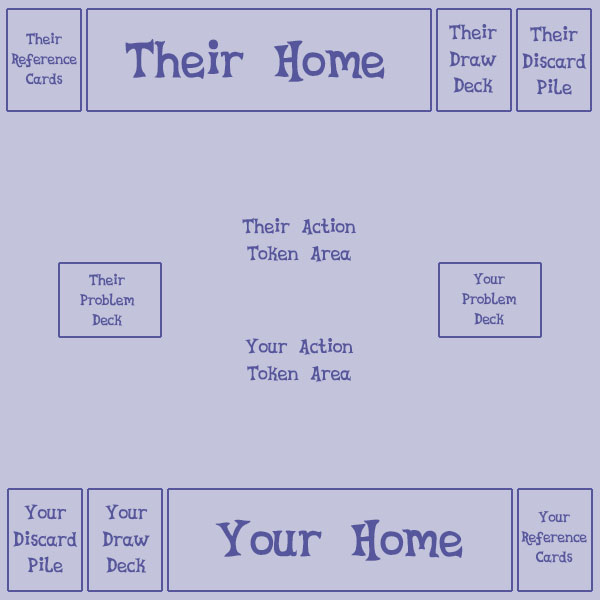 Their
Reference
Cards
Their Home
Their
Draw
Deck
Their
Discard
Pile
Their Action
Token Area
Their
Problem
Deck
Your
Problem
Deck
Your Action
Token Area
Your
Discard
Pile
Your
Draw
Deck
Your Home
Your
Reference
Cards